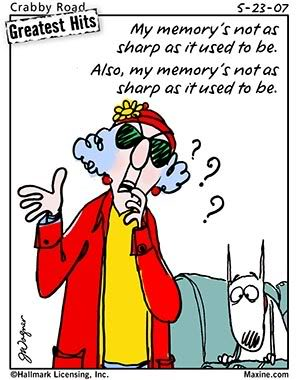 Crabby Road
5-23-07
Greatest Hits
My memory's not as
sharp as it used to be.
Also, my memory's not as
sharp as it used to be.
? ? ?
JWagner
©Hallmark Licensing, Inc.
Maxine.com